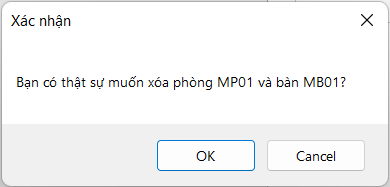 Xác nhận
Bạn có thật sự muốn xóa phòng MP01 và bàn MB01?
OK
Cancel